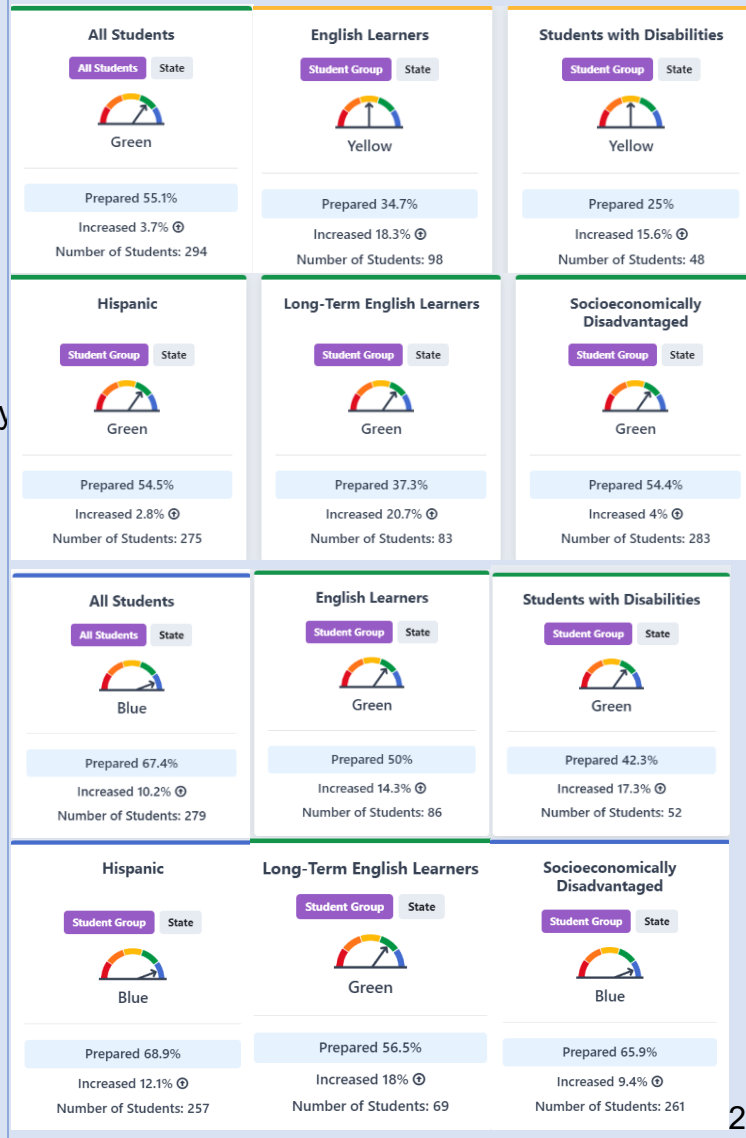 All Students
All Students State
Green
Prepared 55.1%
Increased 3.7%
Number of Students: 294
English Learners
Student Group State
Yellow
Prepared 34.7%
Increased 18.3%
Number of Students: 98
Students with Disabilities
Student Group State
Yellow
Prepared 25%
Increased 15.6%
Number of Students: 48
Hispanic
Student Group State
Green
Prepared 54.5%
Increased 2.8%
Number of Students: 275
Long-Term English Learners
Student Group State
Green
Prepared 37.3%
Increased 20.7%
Number of Students: 83
Socioeconomically
Disadvantaged
Student Group State
Green
Prepared 54.4%
Increased 4%
Number of Students: 283
y
All Students
All Students State
Blue
Prepared 67.4%
Increased 10.2%
Number of Students: 279
English Learners
Student Group State
Green
Prepared 50%
Increased 14.3%
Number of Students: 86
Students with Disabilities
Student Group State
Green
Prepared 42.3%
Increased 17.3%
Number of Students: 52
Hispanic
Student Group State
Blue
Prepared 68.9%
Increased 12.1%
Number of Students: 257
Long-Term English Learners
Student Group State
Green
Prepared 56.5%
Increased 18%
Number of Students: 69
Socioeconomically
Disadvantaged
Student Group State
Blue
Prepared 65.9%
Increased 9.4%
Number of Students: 261
2